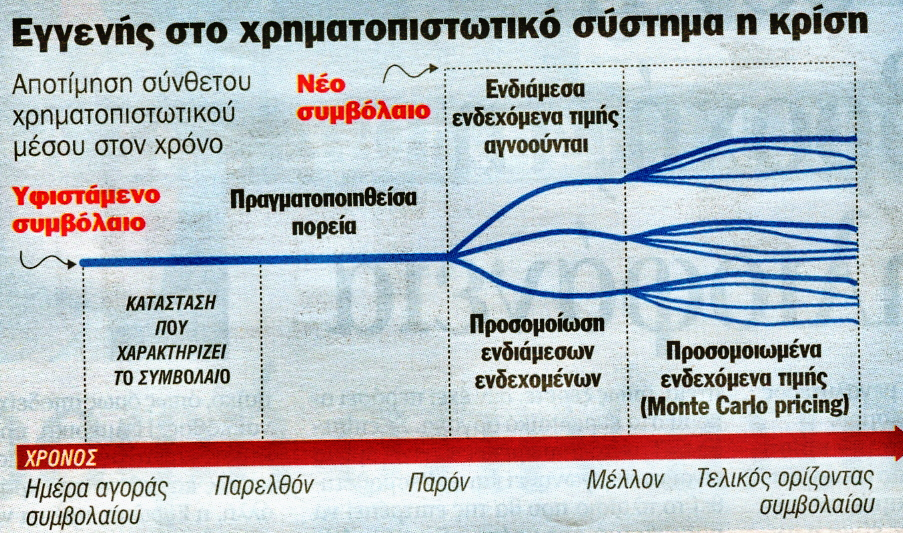 Εγγενής στο χρηματοπιστωτικό σύστημα η κρίση
Αποτίμηση σύνθετου
χρηματοπιστωτικού
μέσου στον χρόνο
Νέο
συμβόλαιο
Ενδιάμεσα
ενδεχόμενα τιμής
αγνοούνται
Υφιστάμενο
συμβόλαιο
Πραγματοποιηθείσα
πορεία
ΚΑΤΑΣΤΑΣΗ
ΠΟΥ
ΧΑΡΑΚΤΗΡΙΖΕΙ
ΤΟ ΣΥΜΒΟΛΑΙΟ
Προσομοίωση
ενδιάμεσων
ενδεχομένων
Προσομοιωμένα
ενδεχόμενα τιμής
(Monte Carlo pricing)
ΧΡΟΝΟΣ
Ημέρα αγοράς
συμβολαίου
Παρελθόν
Παρόν
Μέλλον
Τελικός ορίζοντας
συμβολαίου